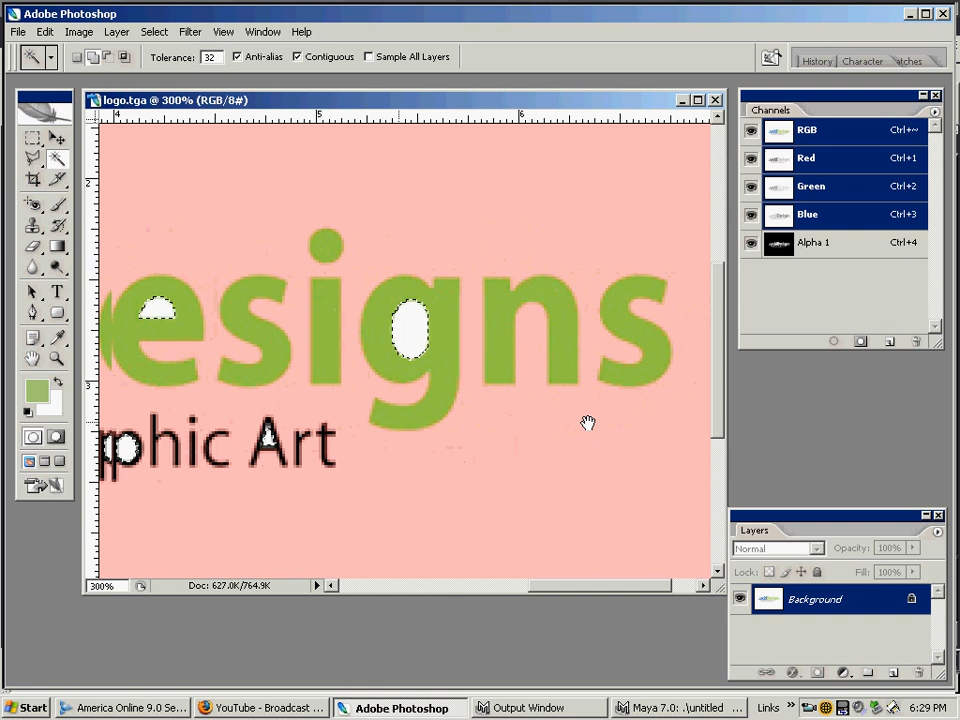 Adobe Photoshop
File Edit Image Layer Select Filter View Window Help
Tolerance: 32 Anti-alias Contiguous Sample All Layers
History Character atches
logo.tga @ 300% (RGB/8#)
4 5 6
2
3
esigns
phic Art
300% Doc: 627.0K/764.9K
Channels
RGB Ctrl+~
Red Ctrl+1
Green Ctrl+2
Blue Ctrl+3
Alpha 1 Ctrl+4
Layers
Normal Opacity: 100%
Lock: Fill: 100%
Background
Start America Online 9.0 Se... YouTube - Broadcast ... Adobe Photoshop Output Window Maya 7.0: .\untitled Links » 6:29 PM